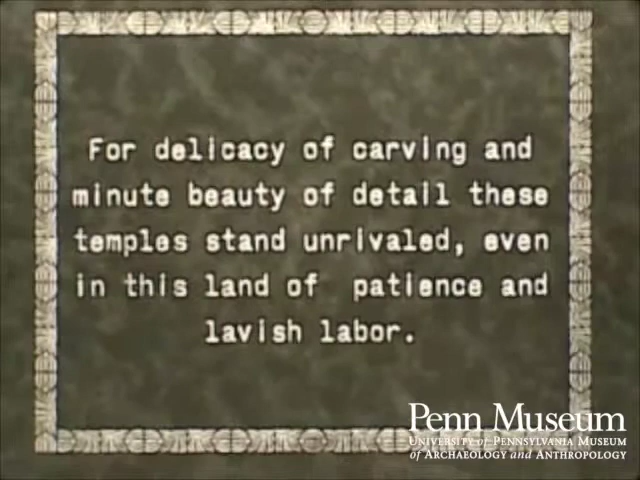 For delicacy of carving and
minute beauty of detail these
temples stand unrivaled, even
in this land of patience and
lavish labor.
Penn Museum
University of Pennsylvania Museum
of Archaeology and Anthropology